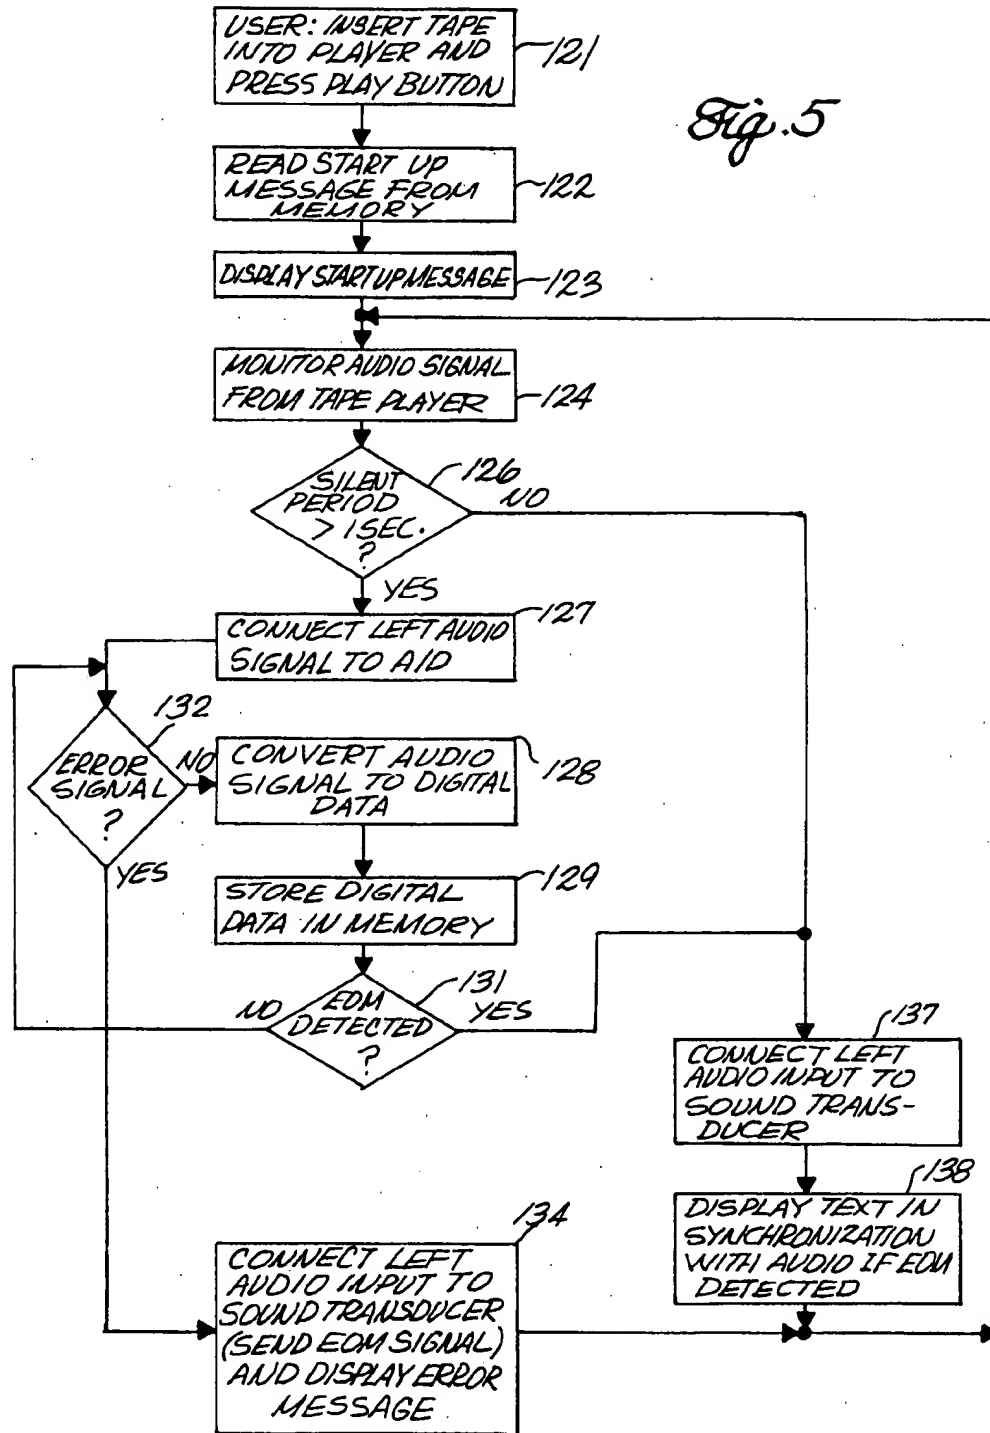 USER: INSERT TAPE
INTO PLAYER AND
PRESS PLAY BUTTON
121
Fig. 5
READ START UP
MESSAGE FROM
MEMORY
122
DISPLAY START UP MESSAGE
123
MONITOR AUDIO SIGNAL
FROM TAPE PLAYER
124
SILENT
PERIOD
> 1 SEC.
?
126
NO
YES
CONNECT LEFT AUDIO
SIGNAL TO A/D
127
ERROR
SIGNAL
?
132
NO
YES
CONVERT AUDIO
SIGNAL TO DIGITAL
DATA
128
STORE DIGITAL
DATA IN MEMORY
129
EOM
DETECTED
?
131
NO
YES
CONNECT LEFT
AUDIO INPUT TO
SOUND TRANS-
DUCER
137
DISPLAY TEXT IN
SYNCHRONIZATION
WITH AUDIO IF EOM
DETECTED
138
CONNECT LEFT
AUDIO INPUT TO
SOUND TRANSDUCER
(SEND EOM SIGNAL)
AND DISPLAY ERROR
MESSAGE
134